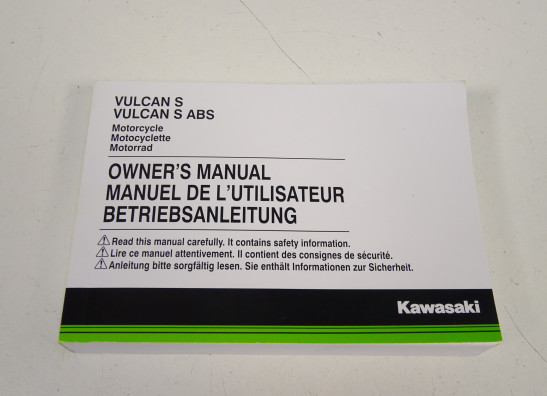 VULCAN S
VULCAN S ABS
Motorcycle
Motocyclette
Motorrad
OWNER'S MANUAL
MANUEL DE L'UTILISATEUR
BETRIEBSANLEITUNG
Read this manual carefully. It contains safety information.
Lire ce manuel attentivement. Il contient des consignes de sécurité.
Anleitung bitte sorgfältig lesen. Sie enthält Informationen zur Sicherheit.
Kawasaki